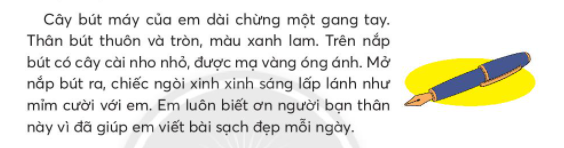 Cây bút máy của em dài chừng một gang tay.
Thân bút thuôn và tròn, màu xanh lam. Trên nắp
bút có cây cài nho nhỏ, được mạ vàng óng ánh. Mở
nắp bút ra, chiếc ngòi xinh xinh sáng lấp lánh như
mỉm cười với em. Em luôn biết ơn người bạn thân
này vì đã giúp em viết bài sạch đẹp mỗi ngày.